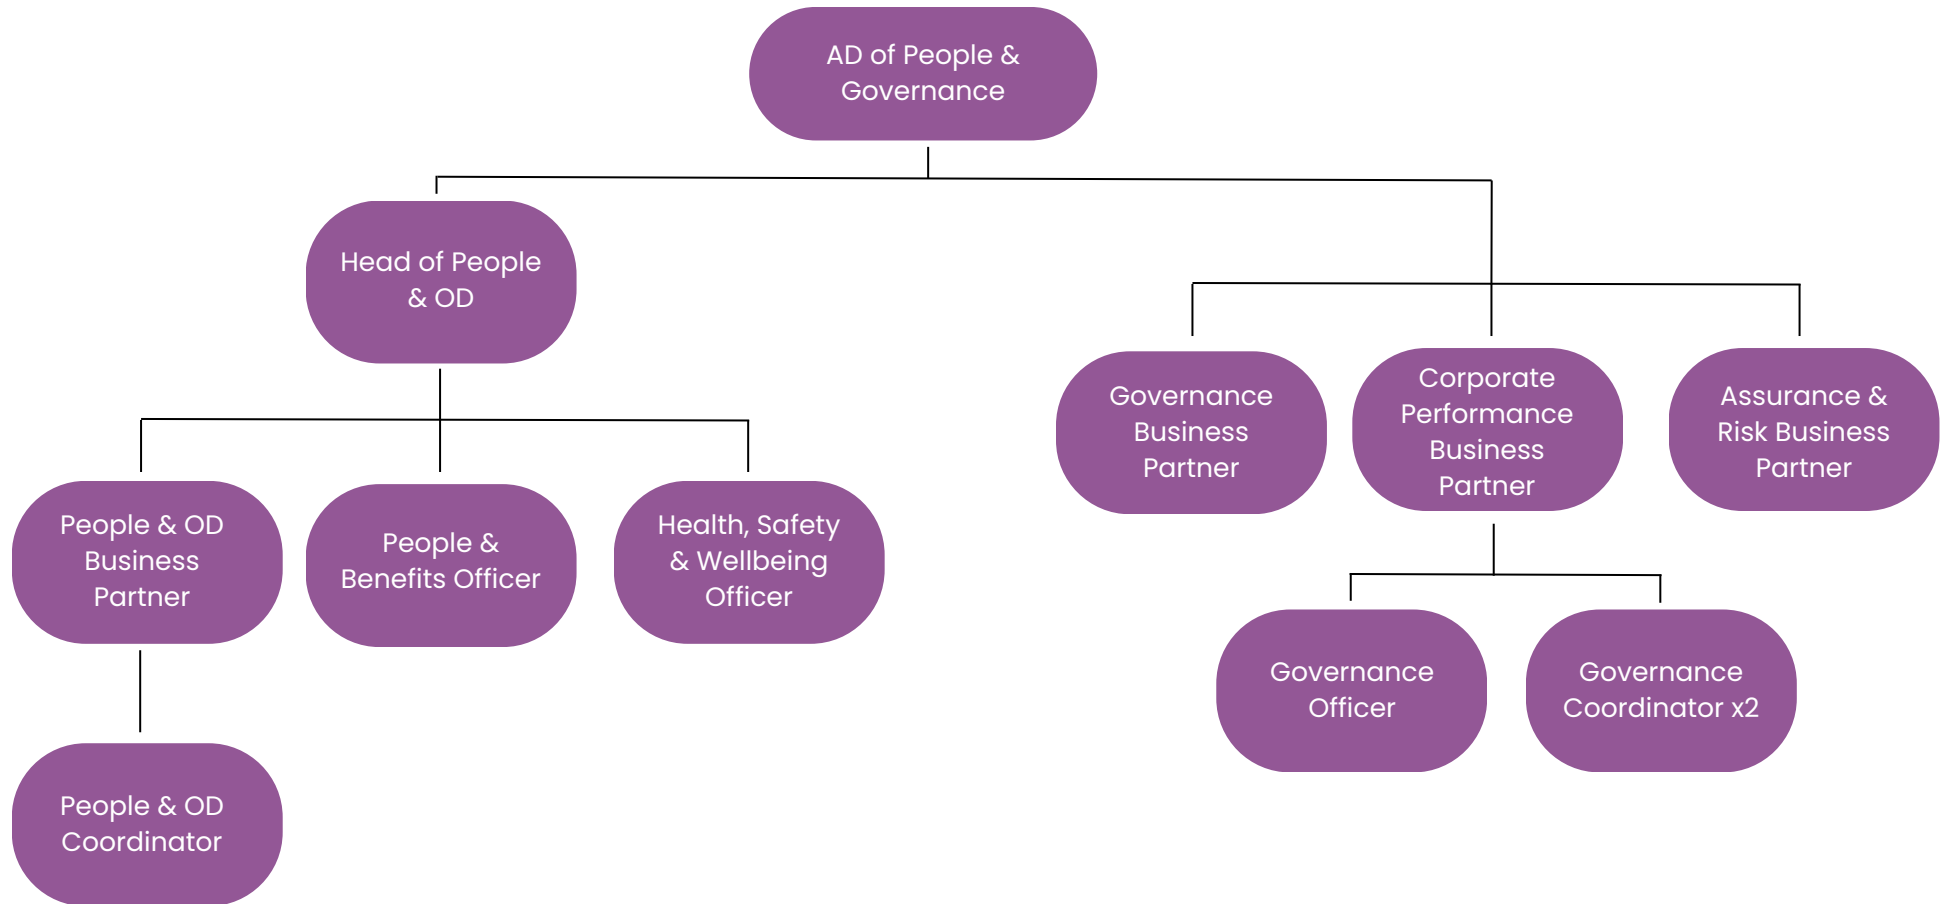 AD of People &
Governance
Head of People
& OD
Governance
Business
Partner
Corporate
Performance
Business
Partner
Assurance &
Risk Business
Partner
People & OD
Business
Partner
People &
Benefits Officer
Health, Safety
& Wellbeing
Officer
Governance
Officer
Governance
Coordinator x2
People & OD
Coordinator